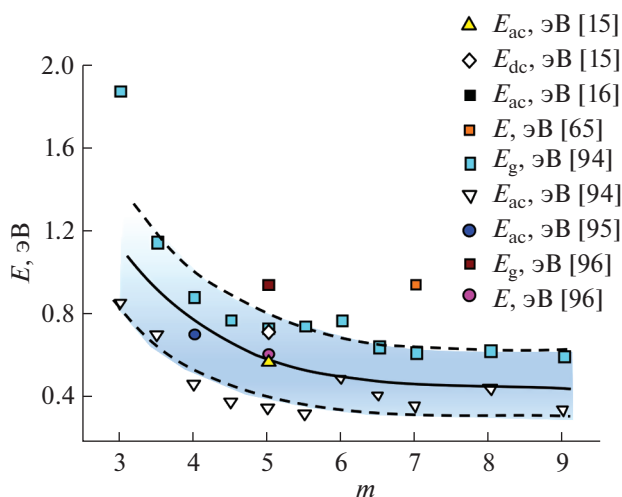 E_ac, эВ [15]
E_dc, эВ [15]
E_ac, эВ [16]
E, эВ [65]
E_g, эВ [94]
E_ac, эВ [94]
E_ac, эВ [95]
E_g, эВ [96]
E, эВ [96]
E, эВ
2.0
1.6
1.2
0.8
0.4
3 4 5 6 7 8 9
m